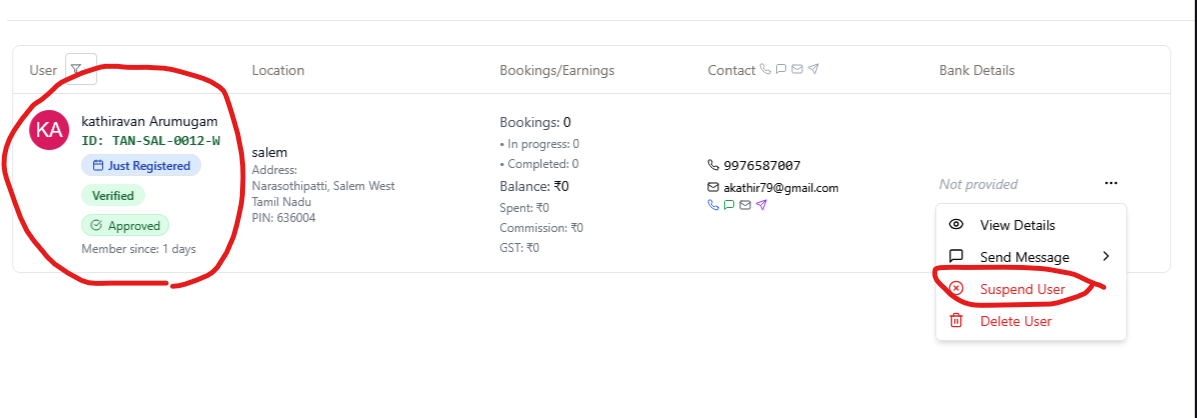 User
Location
Bookings/Earnings
Contact
Bank Details
KA
kathiravan Arumugam
ID: TAN-SAL-0012-W
Just Registered
Verified
Approved
Member since: 1 days
salem
Address:
Narasothipatti, Salem West
Tamil Nadu
PIN: 636004
Bookings: 0
• In progress: 0
• Completed: 0
Balance: ₹0
Spent: ₹0
Commission: ₹0
GST: ₹0
9976587007
akathir79@gmail.com
Not provided
View Details
Send Message
Suspend User
Delete User